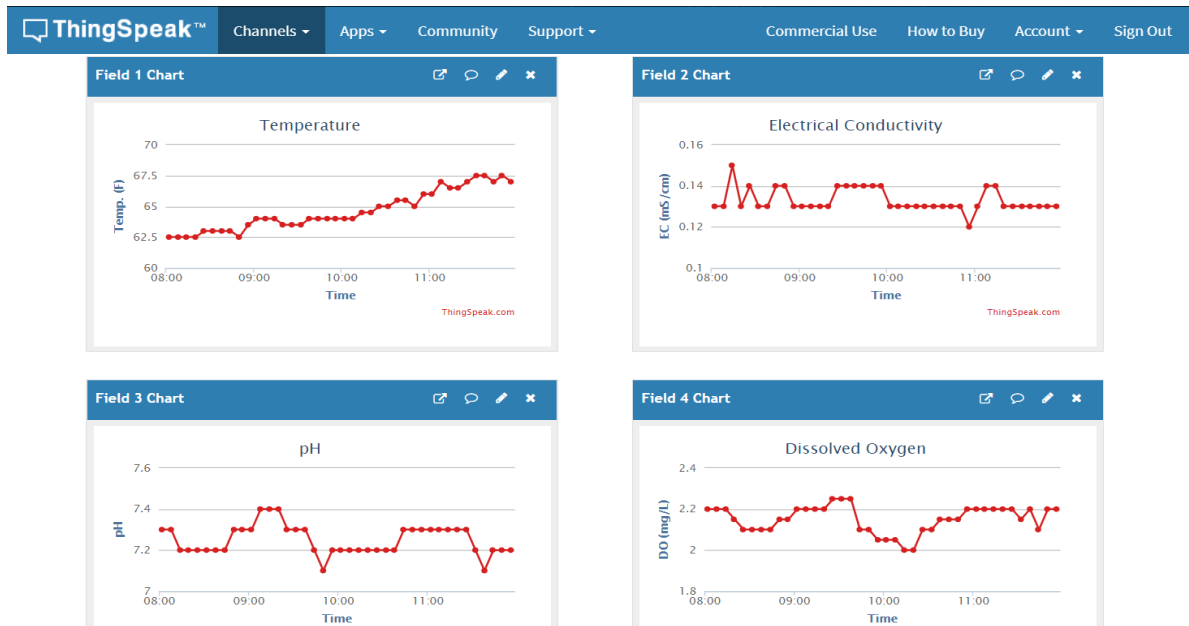 ThingSpeak™ Channels Apps Community Support Commercial Use How to Buy Account Sign Out
Field 1 Chart
Temperature
70
67.5
65
62.5
60
Temp. (F)
08:00 09:00 10:00 11:00
Time
ThingSpeak.com
Field 2 Chart
Electrical Conductivity
0.16
0.14
0.12
0.1
EC (mS/cm)
08:00 09:00 10:00 11:00
Time
ThingSpeak.com
Field 3 Chart
pH
7.6
7.4
7.2
7
pH
08:00 09:00 10:00 11:00
Time
Field 4 Chart
Dissolved Oxygen
2.4
2.2
2
1.8
DO (mg/L)
08:00 09:00 10:00 11:00
Time